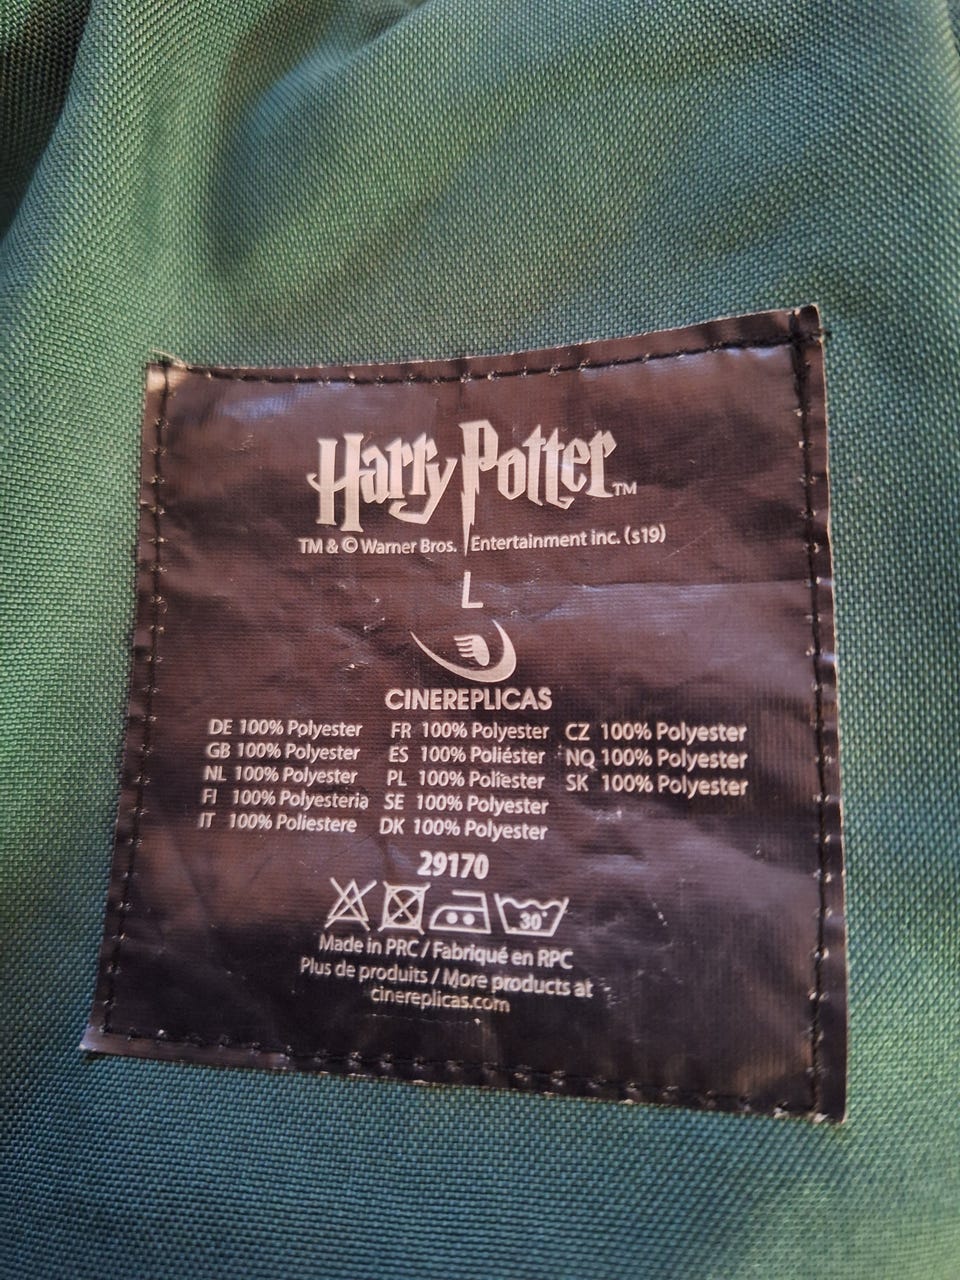 Harry Potter™
TM & © Warner Bros. Entertainment inc. (s19)
L
CINEREPLICAS
DE 100% Polyester FR 100% Polyester CZ 100% Polyester
GB 100% Polyester ES 100% Poliéster NO 100% Polyester
NL 100% Polyester PL 100% Poliester SK 100% Polyester
FI 100% Polyesteria SE 100% Polyester
IT 100% Poliestere DK 100% Polyester
29170
30°
Made in PRC / Fabriqué en RPC
Plus de produits / More products at
cinereplicas.com